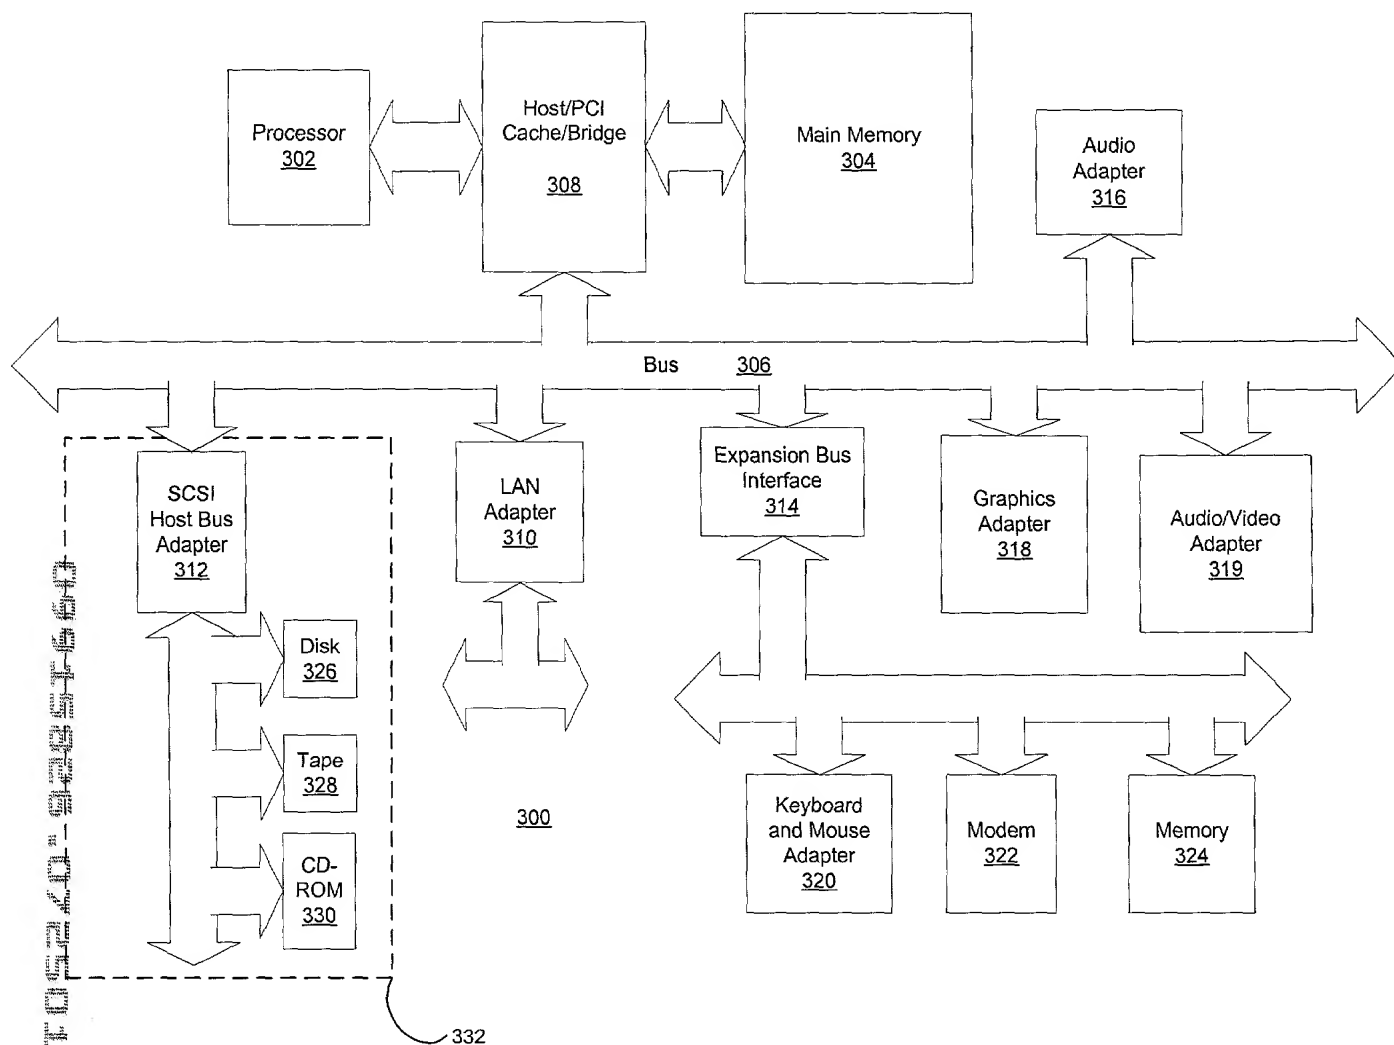 Processor
302
Host/PCI
Cache/Bridge
308
Main Memory
304
Audio
Adapter
316
Bus 306
SCSI
Host Bus
Adapter
312
LAN
Adapter
310
Expansion Bus
Interface
314
Graphics
Adapter
318
Audio/Video
Adapter
319
Disk
326
Tape
328
CD-
ROM
330
300
Keyboard
and Mouse
Adapter
320
Modem
322
Memory
324
332